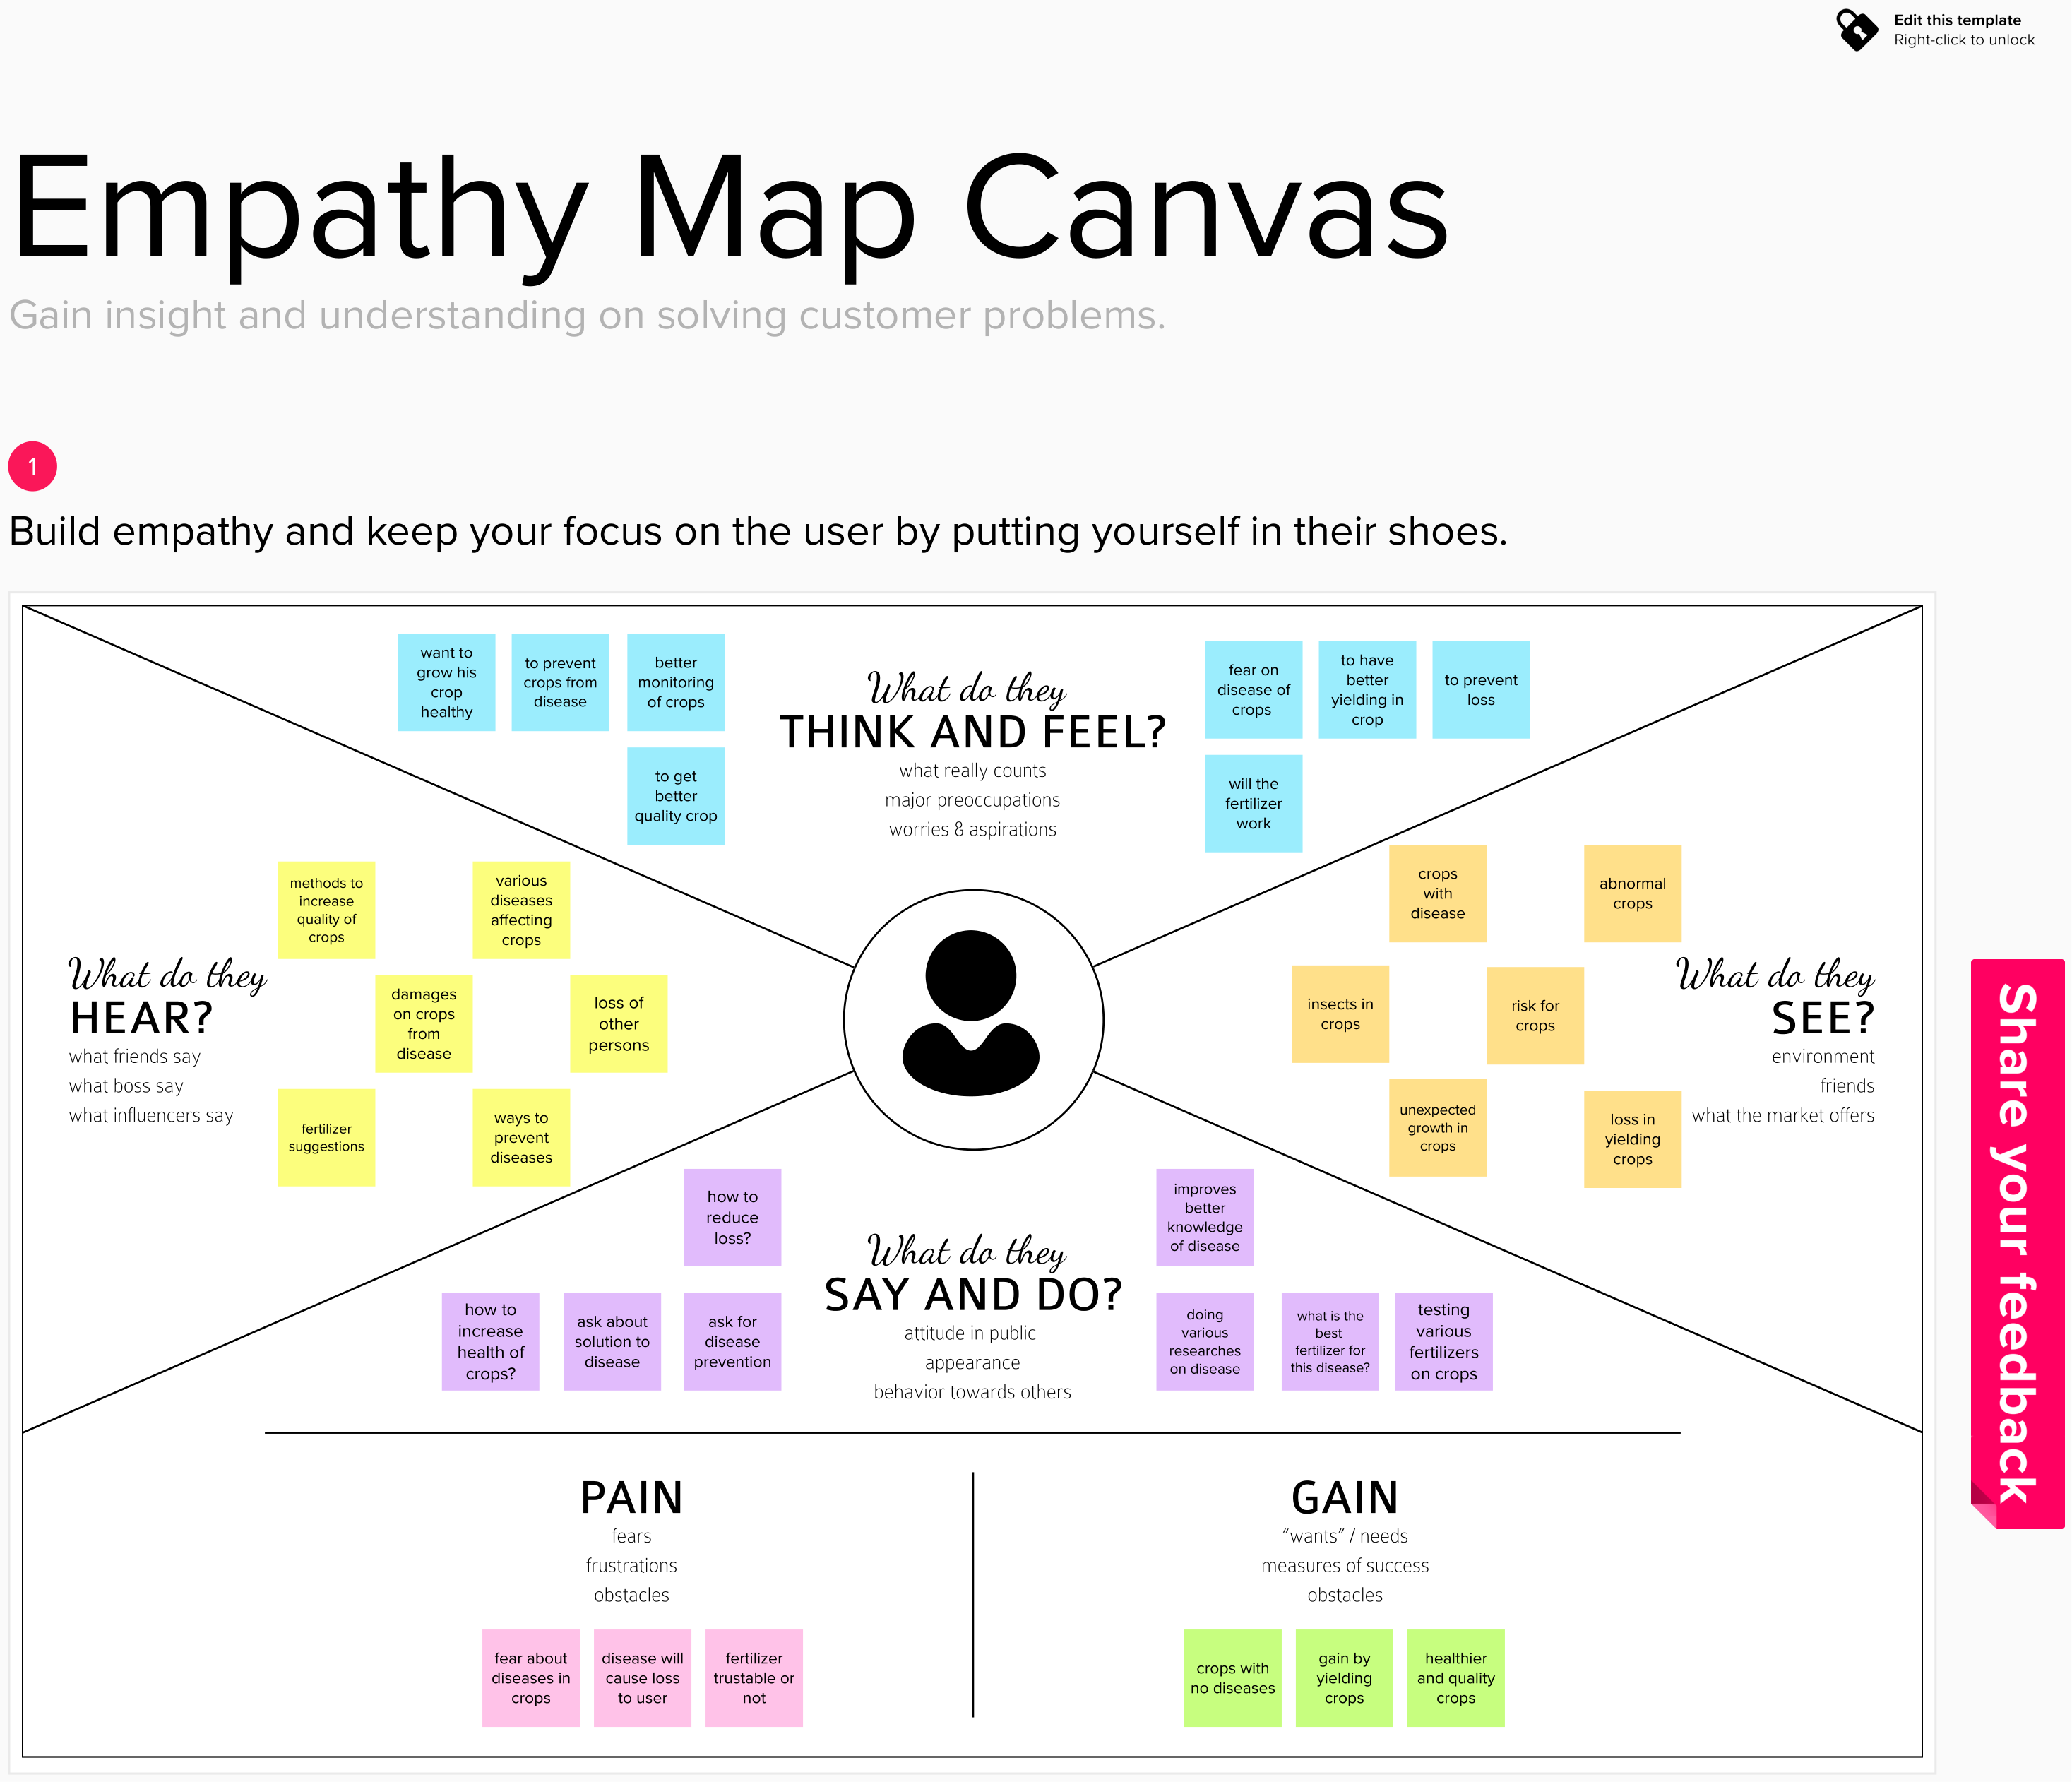 Edit this template
Right-click to unlock
Empathy Map Canvas
Gain insight and understanding on solving customer problems.
1
Build empathy and keep your focus on the user by putting yourself in their shoes.
want to
grow his
crop
healthy
to prevent
crops from
disease
better
monitoring
of crops
to get
better
quality crop
What do they
THINK AND FEEL?
what really counts
major preoccupations
worries & aspirations
fear on
disease of
crops
to have
better
yielding in
crop
to prevent
loss
will the
fertilizer
work
What do they
HEAR?
what friends say
what boss say
what influencers say
methods to
increase
quality of
crops
various
diseases
affecting
crops
damages
on crops
from
disease
loss of
other
persons
fertilizer
suggestions
ways to
prevent
diseases
crops
with
disease
abnormal
crops
insects in
crops
risk for
crops
unexpected
growth in
crops
loss in
yielding
crops
What do they
SEE?
environment
friends
what the market offers
Share your feedback
how to
reduce
loss?
how to
increase
health of
crops?
ask about
solution to
disease
ask for
disease
prevention
What do they
SAY AND DO?
attitude in public
appearance
behavior towards others
improves
better
knowledge
of disease
doing
various
researches
on disease
what is the
best
fertilizer for
this disease?
testing
various
fertilizers
on crops
PAIN
fears
frustrations
obstacles
fear about
diseases in
crops
disease will
cause loss
to user
fertilizer
trustable or
not
GAIN
“wants” / needs
measures of success
obstacles
crops with
no diseases
gain by
yielding
crops
healthier
and quality
crops